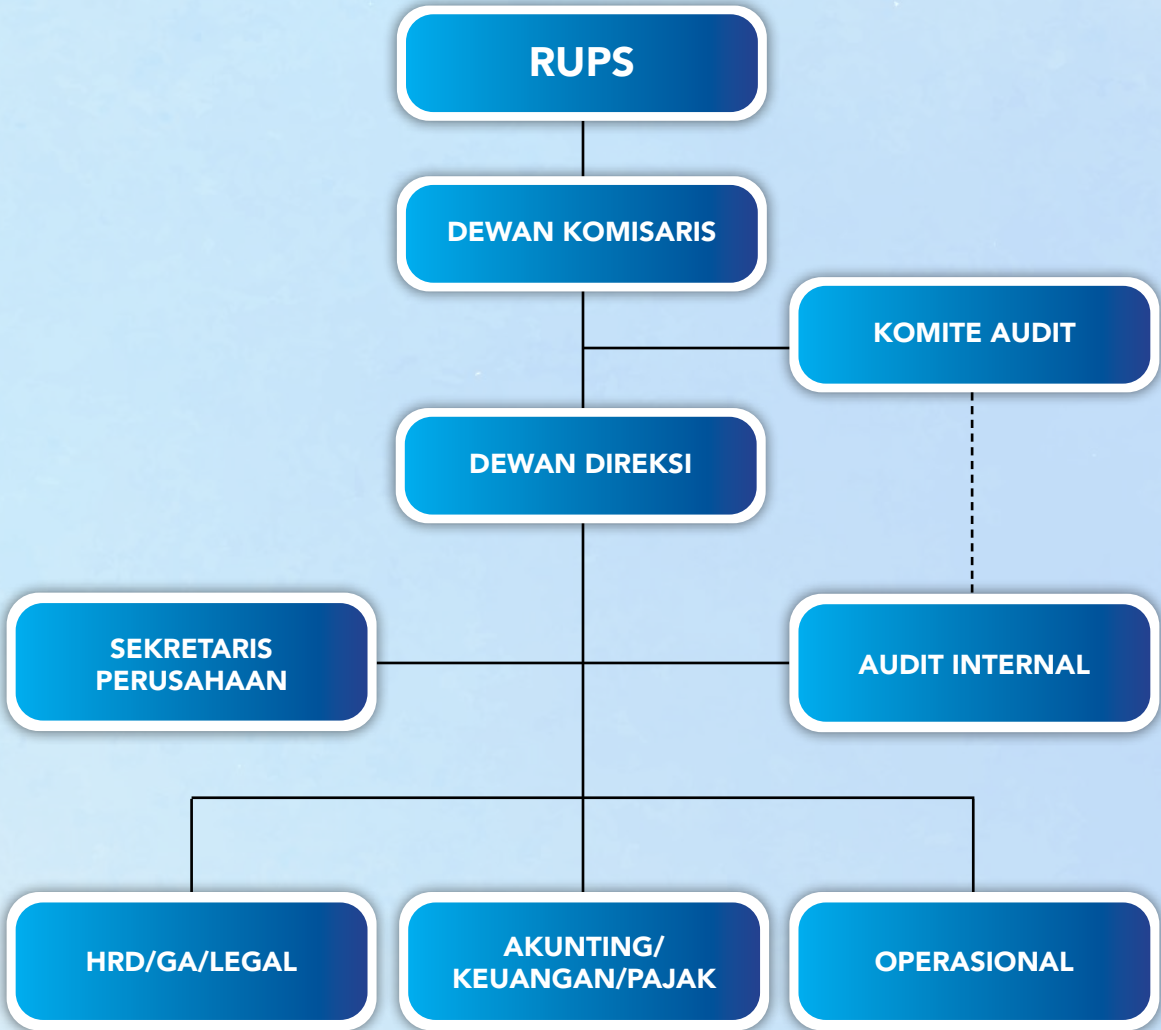 RUPS
DEWAN KOMISARIS
KOMITE AUDIT
DEWAN DIREKSI
SEKRETARIS
PERUSAHAAN
AUDIT INTERNAL
HRD/GA/LEGAL
AKUNTING/
KEUANGAN/PAJAK
OPERASIONAL